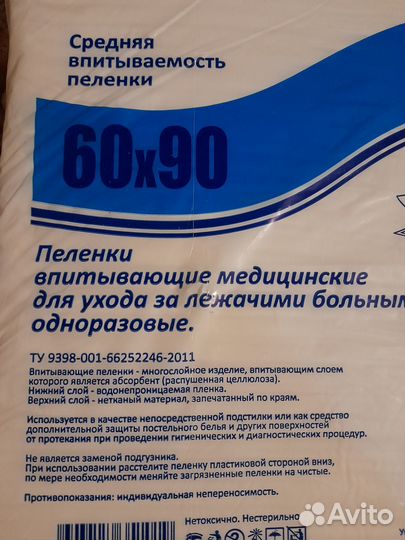 Средняя
впитываемость
пеленки
60х90
Пеленки
впитывающие медицинские
для ухода за лежачими больным
одноразовые.
ТУ 9398-001-66252246-2011
Впитывающие пеленки - многослойное изделие, впитывающим слоем
которого является абсорбент (распушенная целлюлоза).
Нижний слой - водонепроницаемая пленка.
Верхний слой - нетканый материал, запечатанный по краям.
Используется в качестве непосредственной подстилки или как средство
дополнительной защиты постельного белья и других поверхностей
от протекания при проведении гигиенических и диагностических процедур.
Не является заменой подгузника.
При использовании расстелите пеленку пластиковой стороной вниз,
по мере необходимости меняйте загрязненные пеленки на чистые.
Противопоказания: индивидуальная непереносимость.
Нетоксично. Нестерильно
Avito